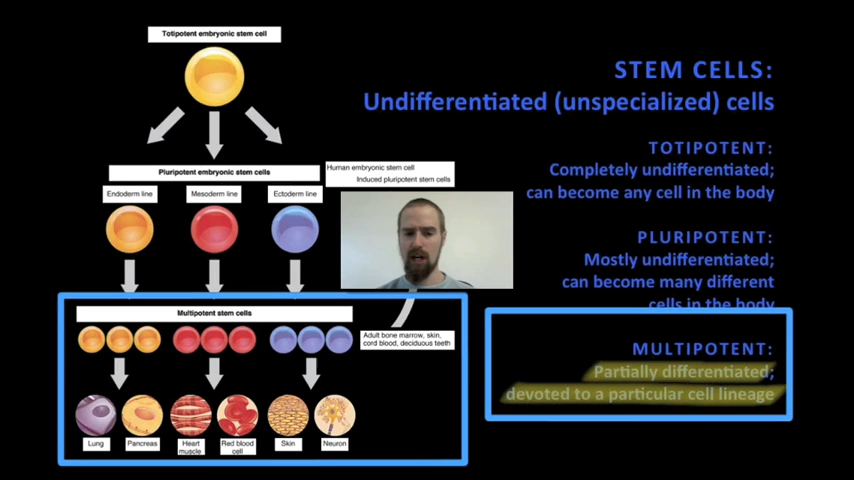 Totipotent embryonic stem cell
STEM CELLS:
Undifferentiated (unspecialized) cells
TOTIPOTENT:
Completely undifferentiated;
can become any cell in the body
Pluripotent embryonic stem cells
Human embryonic stem cell
Induced pluripotent stem cells
Endoderm line
Mesoderm line
Ectoderm line
PLURIPOTENT:
Mostly undifferentiated;
can become many different
cells in the body
Multipotent stem cells
Adult bone marrow, skin,
cord blood, deciduous teeth
MULTIPOTENT:
Partially differentiated;
devoted to a particular cell lineage
Lung
Pancreas
Heart
muscle
Red blood
cell
Skin
Neuron